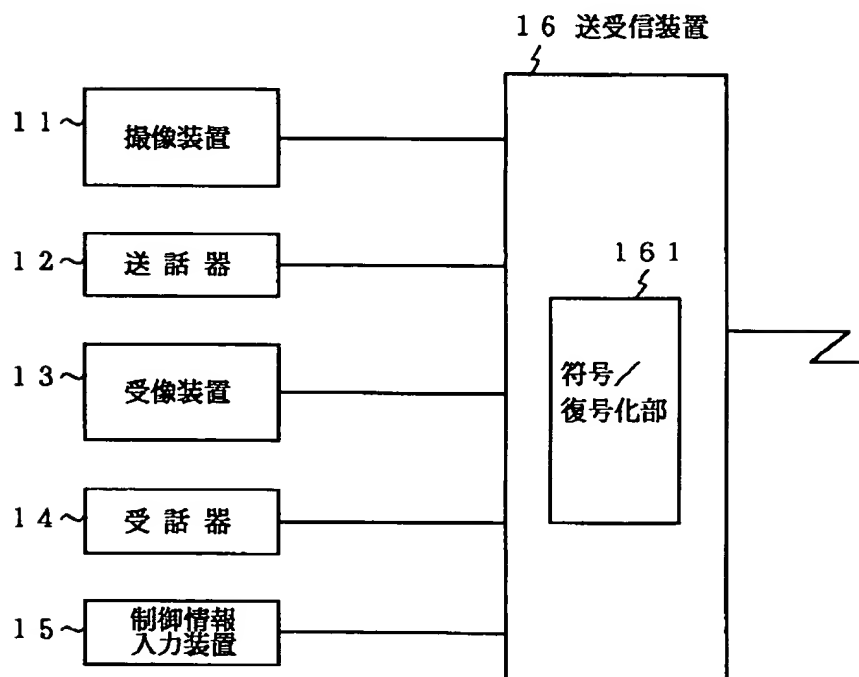 16 送受信装置
11
撮像装置
12
送話器
161
13
受像装置
符号/
復号化部
14
受話器
15
制御情報
入力装置